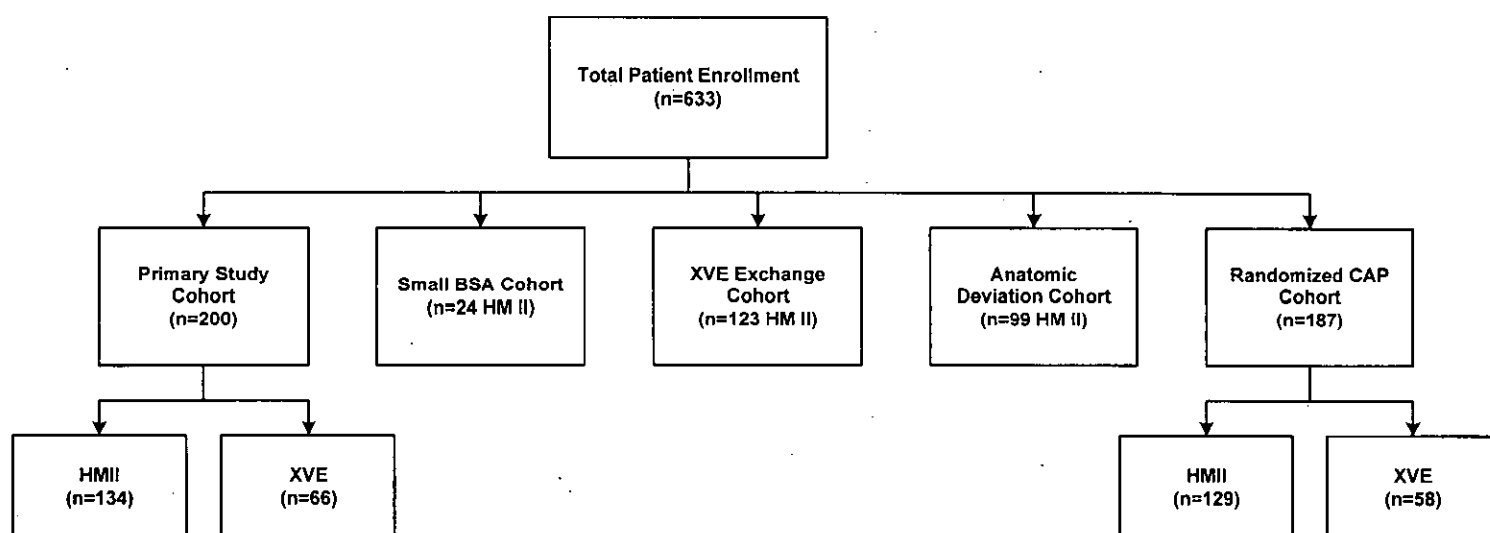 Total Patient Enrollment
(n=633)
Primary Study
Cohort
(n=200)
Small BSA Cohort
(n=24 HM II)
XVE Exchange
Cohort
(n=123 HM II)
Anatomic
Deviation Cohort
(n=99 HM II)
Randomized CAP
Cohort
(n=187)
HMII
(n=134)
XVE
(n=66)
HMII
(n=129)
XVE
(n=58)